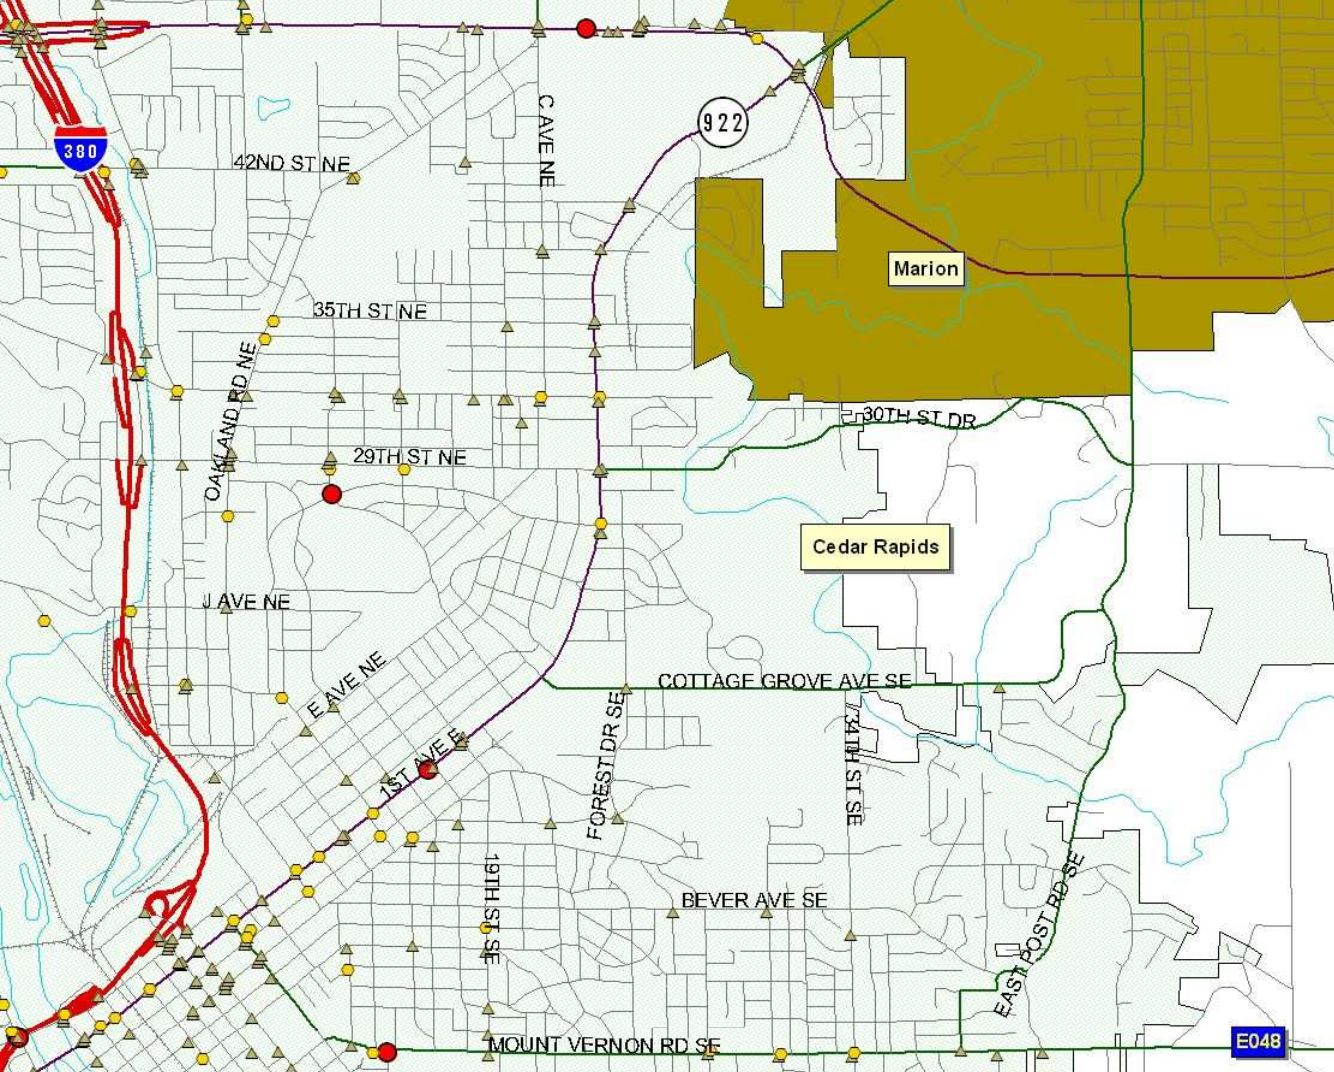 C AVE NE
922
380
42ND ST NE
Marion
35TH ST NE
OAKLAND RD NE
30TH ST DR
29TH ST NE
Cedar Rapids
J AVE NE
E AVE NE
COTTAGE GROVE AVE SE
FOREST DR SE
34TH ST SE
1ST AVE E
19TH ST SE
BEVER AVE SE
EAST POST RD SE
MOUNT VERNON RD SE
E048